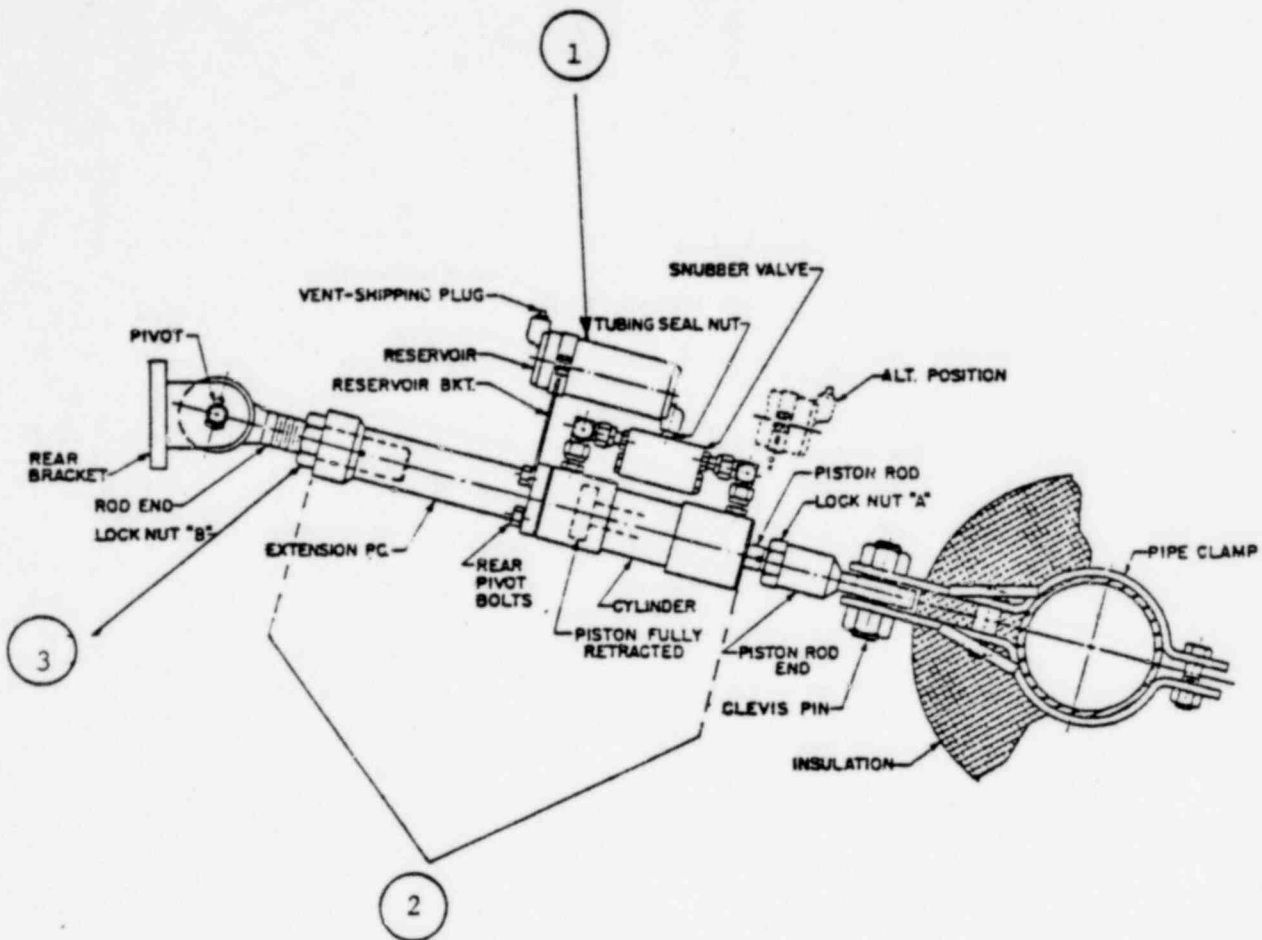 1
SNUBBER VALVE
VENT-SHIPPING PLUG
TUBING SEAL NUT
PIVOT
RESERVOIR
ALT. POSITION
RESERVOIR BKT.
REAR
BRACKET
PISTON ROD
ROD END
LOCK NUT "A"
LOCK NUT "B"
EXTENSION PC.
PIPE CLAMP
REAR
PIVOT
BOLTS
CYLINDER
PISTON FULLY
RETRACTED
PISTON ROD
END
3
CLEVIS PIN
INSULATION
2